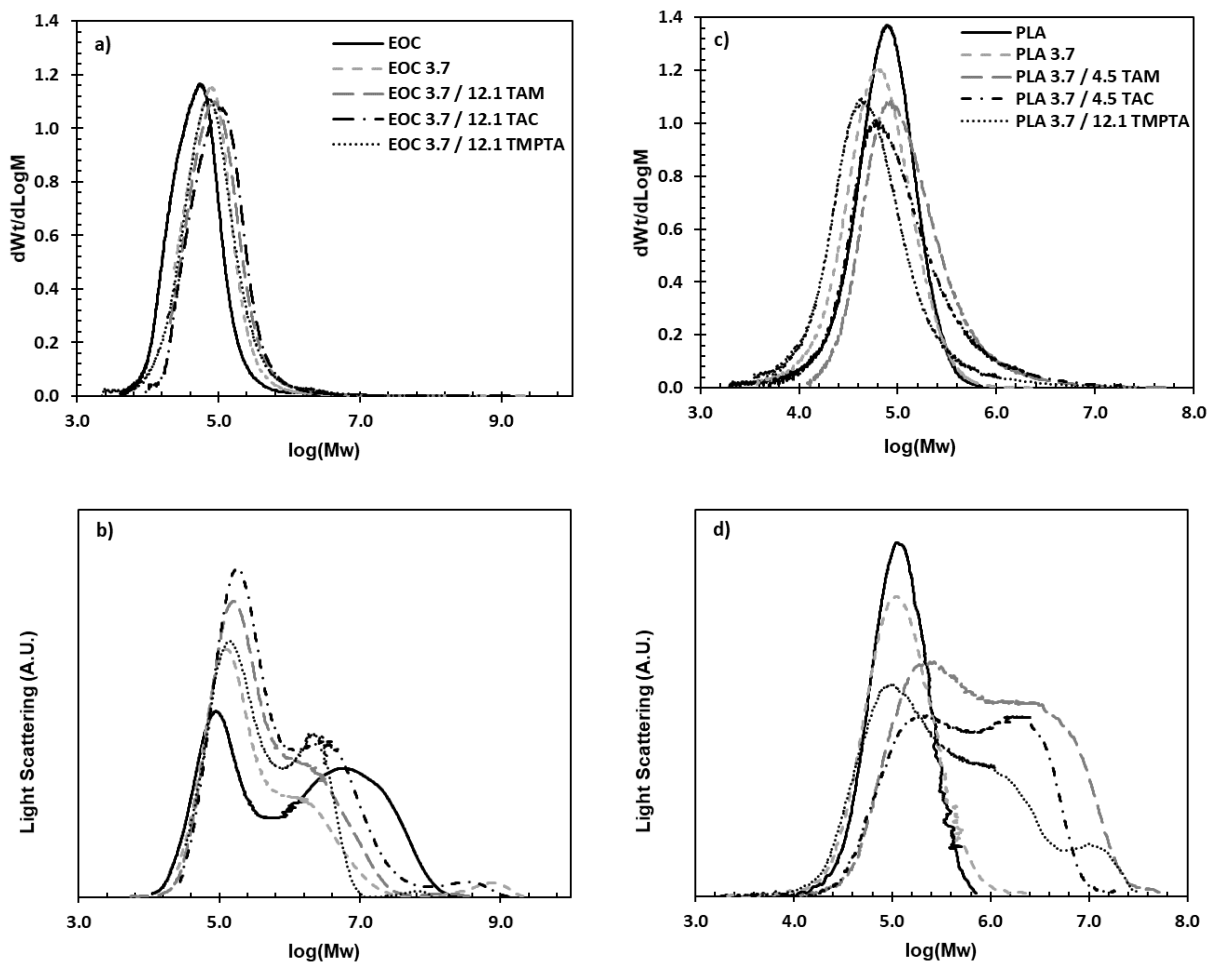 a)
1.4
1.2
1.0
0.8
0.6
0.4
0.2
0.0
dWt/dLogM
3.0 5.0 7.0 9.0
log(Mw)
EOC
EOC 3.7
EOC 3.7 / 12.1 TAM
EOC 3.7 / 12.1 TAC
EOC 3.7 / 12.1 TMPTA
c)
1.4
1.2
1.0
0.8
0.6
0.4
0.2
0.0
dWt/dLogM
3.0 4.0 5.0 6.0 7.0 8.0
log(Mw)
PLA
PLA 3.7
PLA 3.7 / 4.5 TAM
PLA 3.7 / 4.5 TAC
PLA 3.7 / 12.1 TMPTA
b)
Light Scattering (A.U.)
3.0 5.0 7.0 9.0
log(Mw)
d)
Light Scattering (A.U.)
3.0 4.0 5.0 6.0 7.0 8.0
log(Mw)